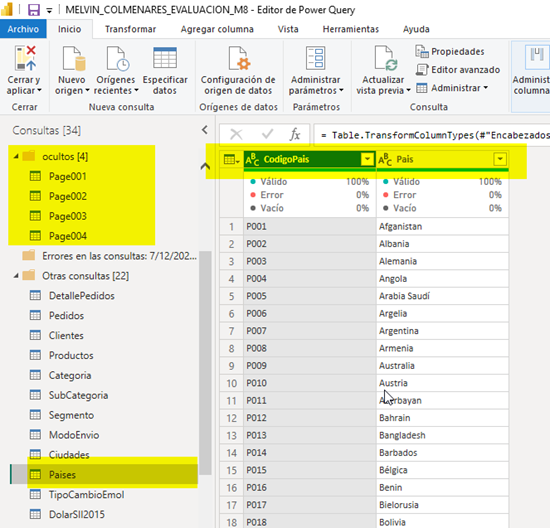 MELVIN_COLMENARES_EVALUACION_M8 - Editor de Power Query
Archivo Inicio Transformar Agregar columna Vista Herramientas Ayuda
Cerrar y aplicar
Nuevo origen
Orígenes recientes
Especificar datos
Configuración de origen de datos
Administrar parámetros
Actualizar vista previa
Propiedades
Editor avanzado
Administrar
Administrar columna
Cerrar Nueva consulta Orígenes de datos Parámetros Consulta
Consultas [34]
fx = Table.TransformColumnTypes(#"Encabezados
ocultos [4]
Page001
Page002
Page003
Page004
Errores en las consultas: 7/12/202...
Otras consultas [22]
DetallePedidos
Pedidos
Clientes
Productos
Categoria
SubCategoria
Segmento
ModoEnvio
Ciudades
Paises
TipoCambioEmol
DolarSII2015
ABC CodigoPais ABC Pais
Válido 100% Válido 100%
Error 0% Error 0%
Vacío 0% Vacío 0%
1 P001 Afganistan
2 P002 Albania
3 P003 Alemania
4 P004 Angola
5 P005 Arabia Saudí
6 P006 Argelia
7 P007 Argentina
8 P008 Armenia
9 P009 Australia
10 P010 Austria
11 P011 Azerbayan
12 P012 Bahrain
13 P013 Bangladesh
14 P014 Barbados
15 P015 Bélgica
16 P016 Benin
17 P017 Bielorusia
18 P018 Bolivia